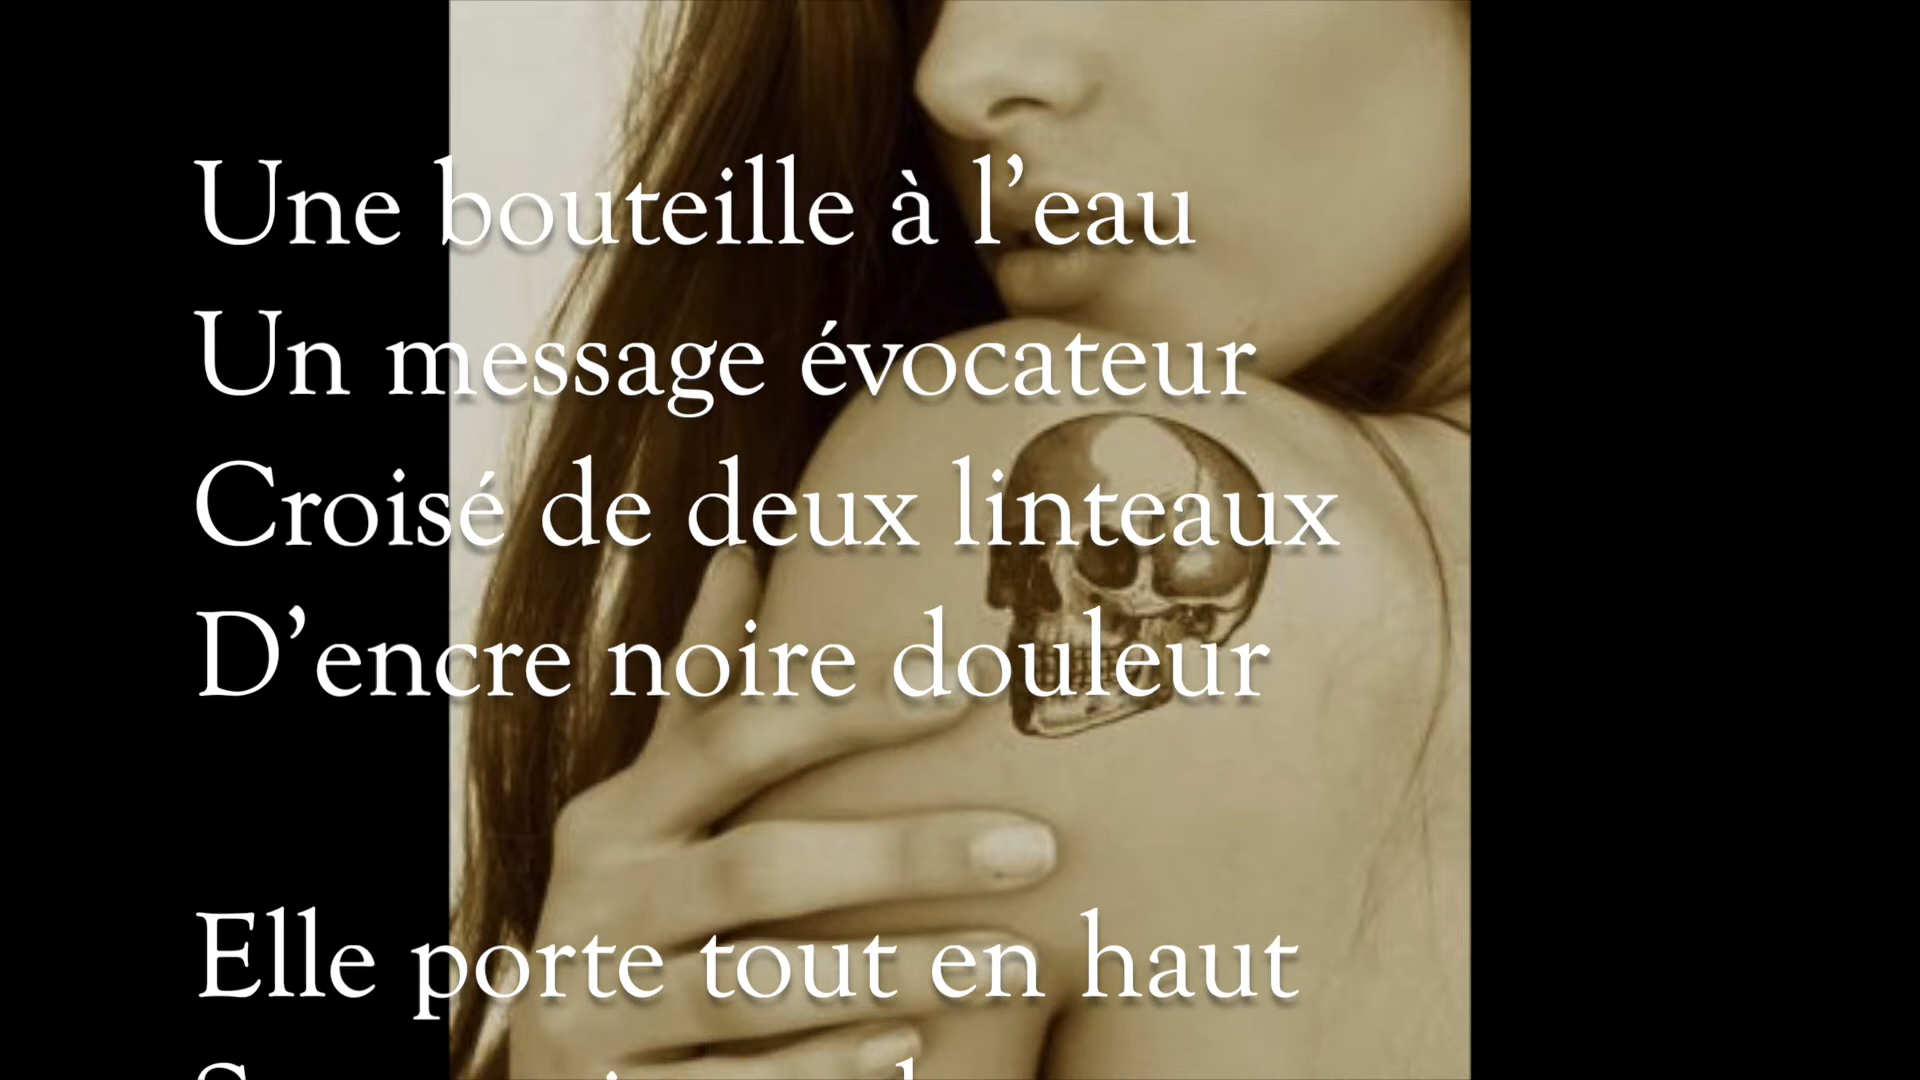 Une bouteille à l’eau
Un message évocateur
Croisé de deux linteaux
D’encre noire douleur
Elle porte tout en haut